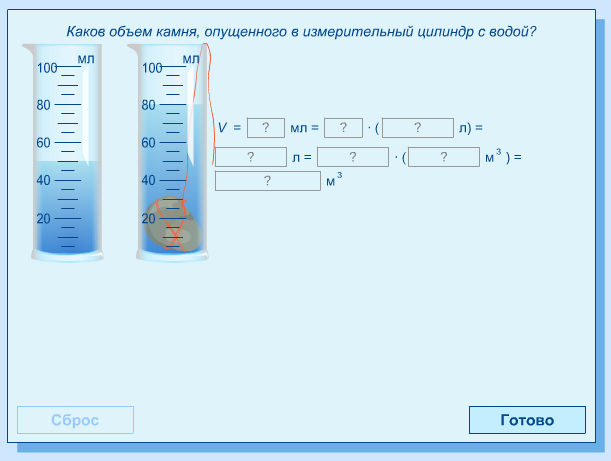 Каков объем камня, опущенного в измерительный цилиндр с водой?
мл
100
80
60
40
20
мл
100
80
60
40
20
V = ? мл = ? · ( ? л) =
? л = ? · ( ? м³ ) =
? м³
Сброс
Готово